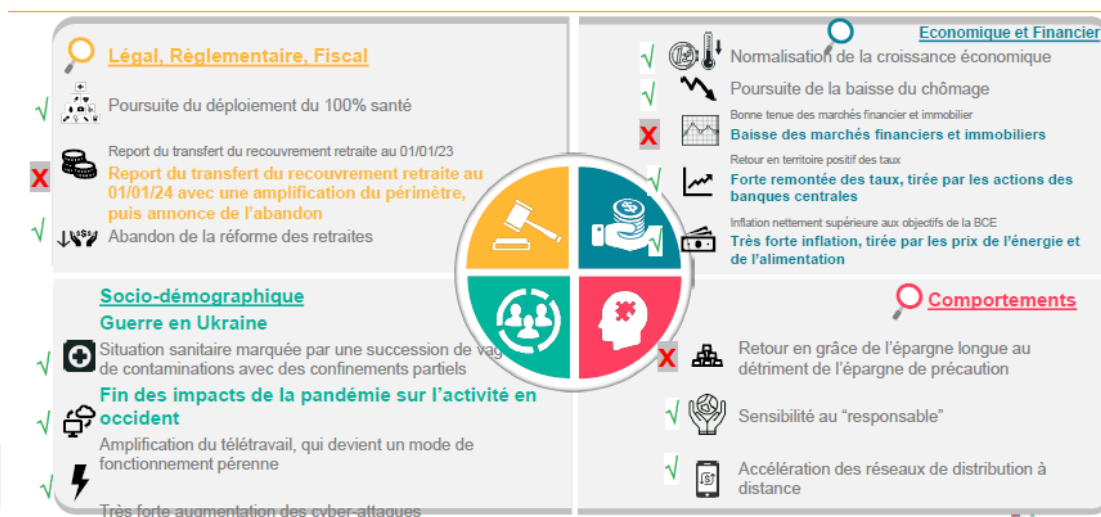 Légal, Règlementaire, Fiscal
Poursuite du déploiement du 100% santé
Report du transfert du recouvrement retraite au 01/01/23
Report du transfert du recouvrement retraite au
01/01/24 avec une amplification du périmètre,
puis annonce de l'abandon
Abandon de la réforme des retraites
Economique et Financier
Normalisation de la croissance économique
Poursuite de la baisse du chômage
Bonne tenue des marchés financier et immobilier
X
Baisse des marchés financiers et immobiliers
Retour en territoire positif des taux
X
Forte remontée des taux, tirée par les actions des
banques centrales
Inflation nettement supérieure aux objectifs de la BCE
Très forte inflation, tirée par les prix de l'énergie et
de l'alimentation
Socio-démographique
Guerre en Ukraine
Situation sanitaire marquée par une succession de
de contaminations avec des confinements partiels
Fin des impacts de la pandémie sur l'activité en
occident
Amplification du télétravail, qui devient un mode de
fonctionnement pérenne
Très forte augmentation des cyber-attaques
Comportements
X
Retour en grâce de l'épargne longue au
détriment de l'épargne de précaution
Sensibilité au "responsable"
Accélération des réseaux de distribution à
distance